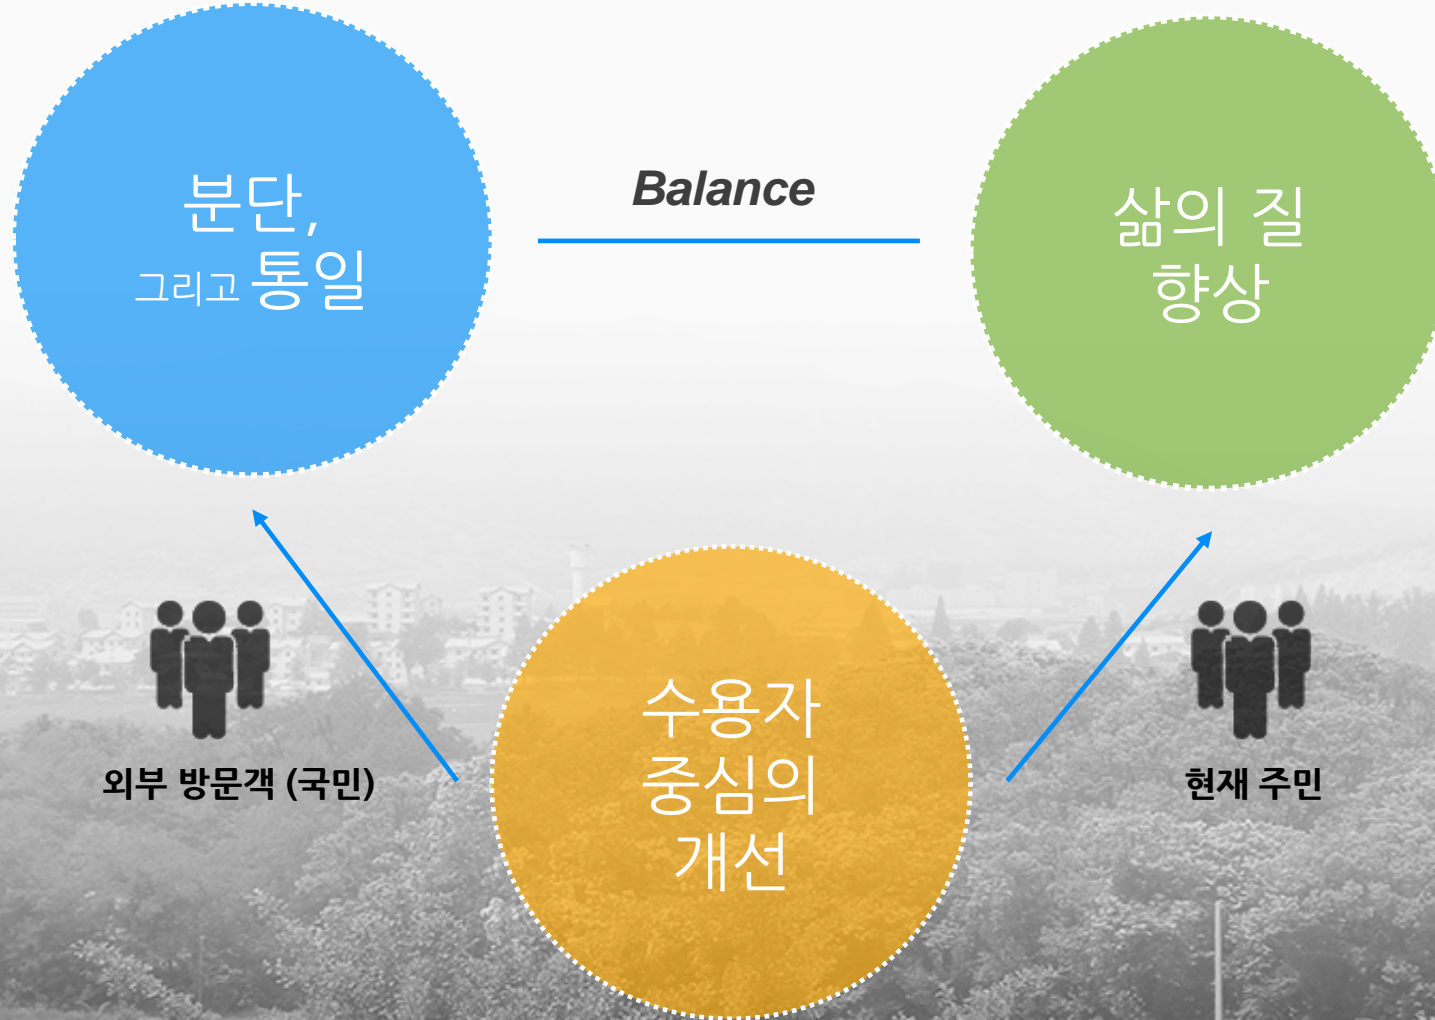 분단,
그리고 통일
Balance
삶의 질
향상
수용자
중심의
개선
외부 방문객 (국민)
현재 주민